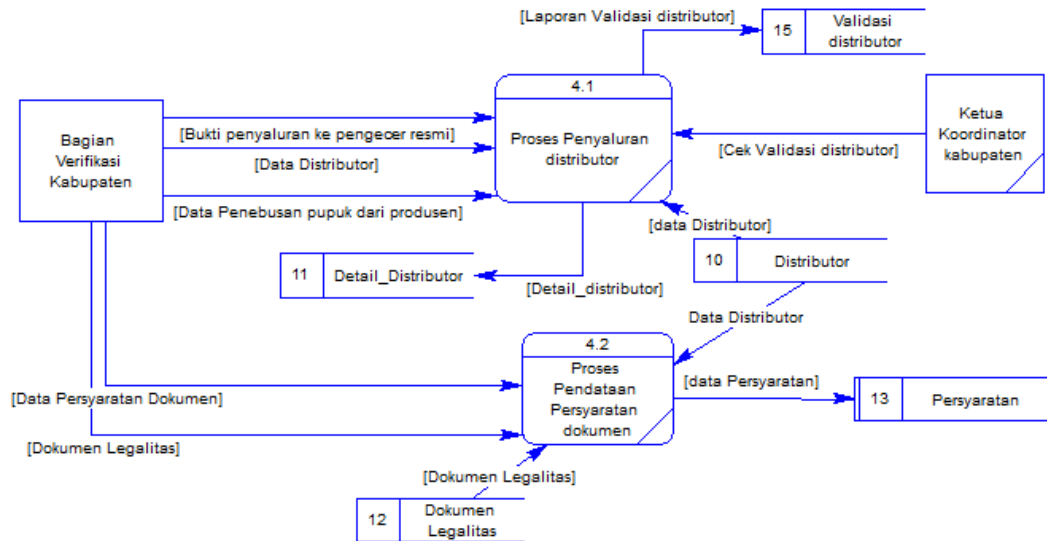 [Laporan Validasi distributor]
15
Validasi
distributor
4.1
Proses Penyaluran
distributor
Bagian
Verifikasi
Kabupaten
[Bukti penyaluran ke pengecer resmi]
[Data Distributor]
[Data Penebusan pupuk dari produsen]
Ketua
Koordinator
kabupaten
[Cek Validasi distributor]
[data Distributor]
10
Distributor
11
Detail_Distributor
[Detail_distributor]
Data Distributor
4.2
Proses
Pendataan
Persyaratan
dokumen
[data Persyaratan]
13
Persyaratan
[Data Persyaratan Dokumen]
[Dokumen Legalitas]
[Dokumen Legalitas]
12
Dokumen
Legalitas